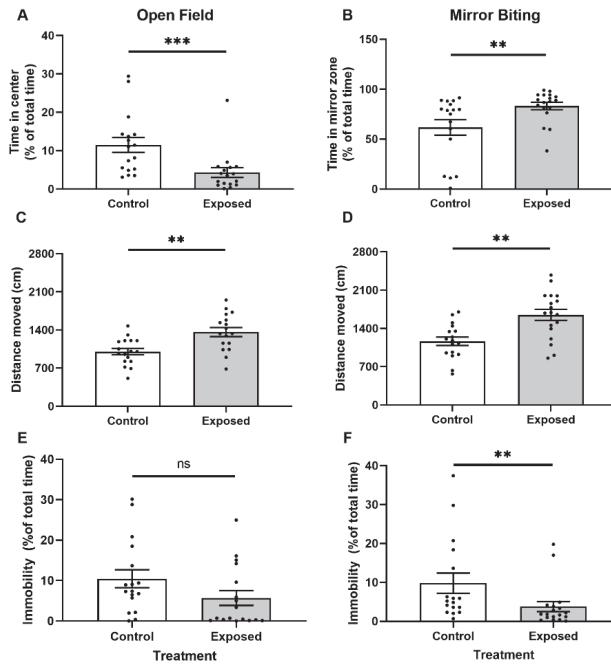 A
Open Field
***
Time in center
(% of total time)
40
30
20
10
0
Control
Exposed
B
Mirror Biting
**
Time in mirror zone
(% of total time)
150
100
50
0
Control
Exposed
C
**
Distance moved (cm)
2800
2100
1400
700
0
Control
Exposed
D
**
Distance moved (cm)
2800
2100
1400
700
0
Control
Exposed
E
ns
Immobility (%of total time)
40
30
20
10
0
Control
Exposed
Treatment
F
**
Immobility (%of total time)
40
30
20
10
0
Control
Exposed
Treatment